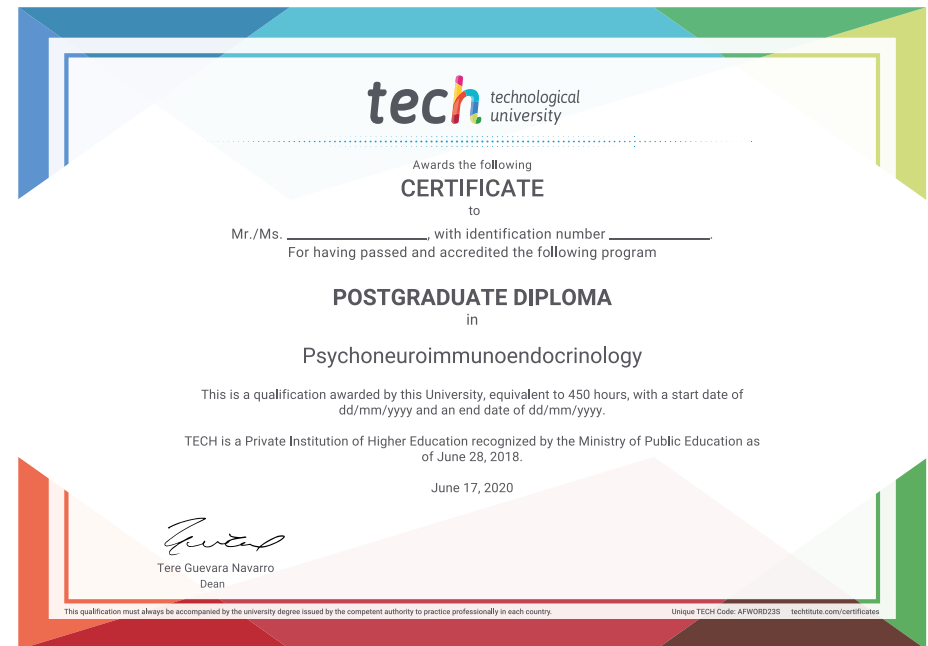 tech technological
university
Awards the following
CERTIFICATE
to
Mr./Ms. ____________________, with identification number ______________.
For having passed and accredited the following program
POSTGRADUATE DIPLOMA
in
Psychoneuroimmunoendocrinology
This is a qualification awarded by this University, equivalent to 450 hours, with a start date of
dd/mm/yyyy and an end date of dd/mm/yyyy.
TECH is a Private Institution of Higher Education recognized by the Ministry of Public Education as
of June 28, 2018.
June 17, 2020
Tere Guevara Navarro
Dean
This qualification must always be accompanied by the university degree issued by the competent authority to practice professionally in each country. Unique TECH Code: AFWORD23S techtitute.com/certificates